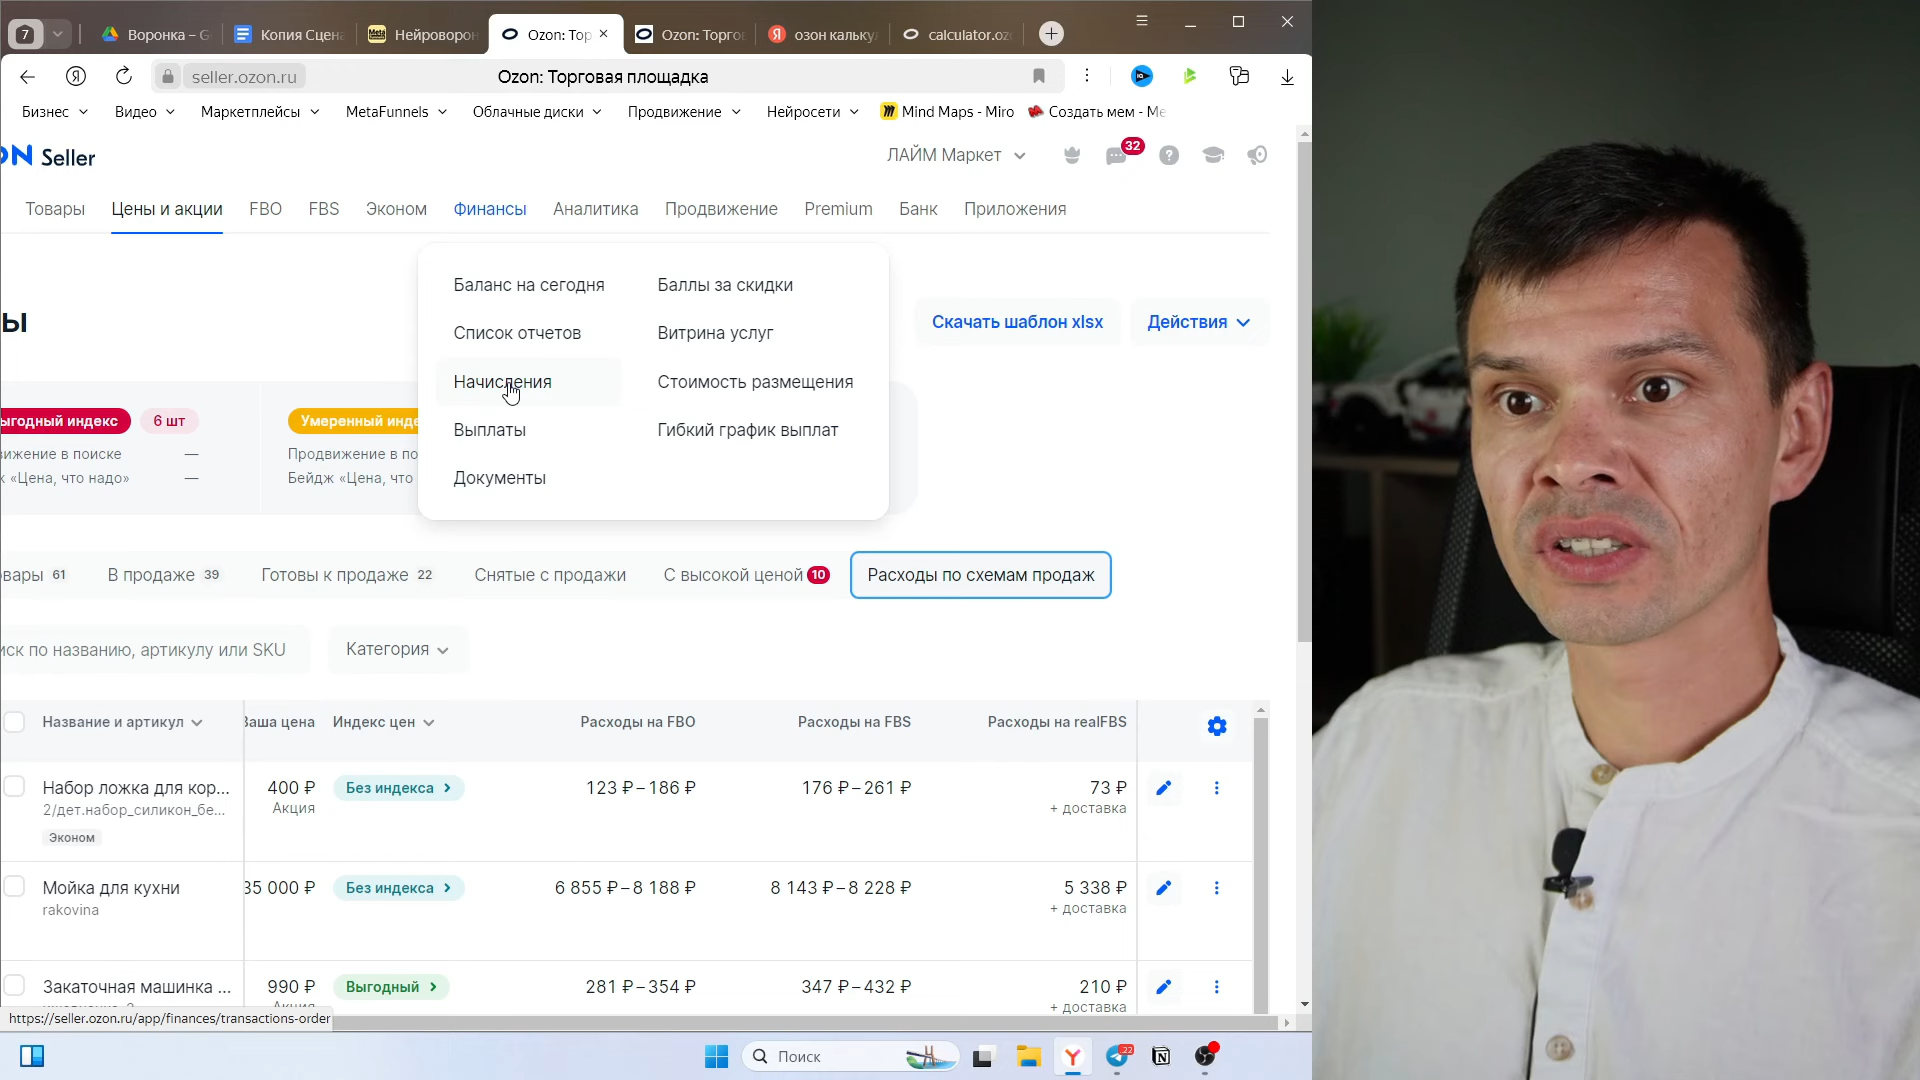 7
Воронка – G
Копия Сцен
Нейроворон
Ozon: Тор
Ozon: Торго
озон кальку
calculator.oz
seller.ozon.ru
Ozon: Торговая площадка
Бизнес
Видео
Маркетплейсы
MetaFunnels
Облачные диски
Продвижение
Нейросети
Mind Maps - Miro
Создать мем - Me
ON Seller
ЛАЙМ Маркет
32
Товары
Цены и акции
FBO
FBS
Эконом
Финансы
Аналитика
Продвижение
Premium
Банк
Приложения
Баланс на сегодня
Баллы за скидки
Список отчетов
Витрина услуг
Начисления
Стоимость размещения
Выплаты
Гибкий график выплат
Документы
ы
Скачать шаблон xlsx
Действия
ыгодный индекс
6 шт
ижение в поиске —
к «Цена, что надо» —
Умеренный инде
Продвижение в по
Бейдж «Цена, что
вары 61
В продаже 39
Готовы к продаже 22
Снятые с продажи
С высокой ценой 10
Расходы по схемам продаж
иск по названию, артикулу или SKU
Категория
Название и артикул
Ваша цена
Индекс цен
Расходы на FBO
Расходы на FBS
Расходы на realFBS
Набор ложка для кор...
2/дет.набор_силикон_бе...
Эконом
400 ₽
Акция
Без индекса
123 ₽ – 186 ₽
176 ₽ – 261 ₽
73 ₽
+ доставка
Мойка для кухни
rakovina
35 000 ₽
Без индекса
6 855 ₽ – 8 188 ₽
8 143 ₽ – 8 228 ₽
5 338 ₽
+ доставка
Закаточная машинка ...
990 ₽
Акция
Выгодный
281 ₽ – 354 ₽
347 ₽ – 432 ₽
210 ₽
+ доставка
https://seller.ozon.ru/app/finances/transactions-order
Поиск
22